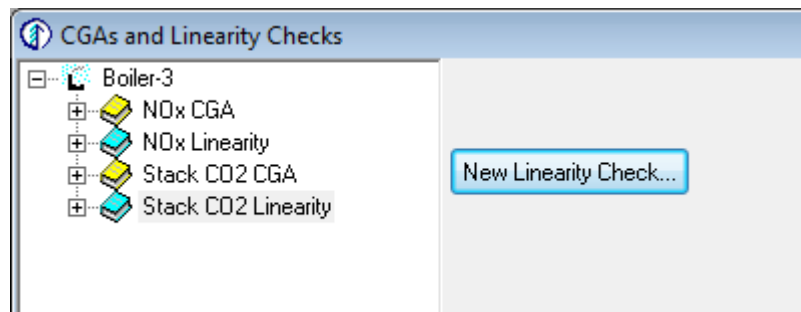 CGAs and Linearity Checks
Boiler-3
NOx CGA
NOx Linearity
Stack CO2 CGA
Stack CO2 Linearity
New Linearity Check...